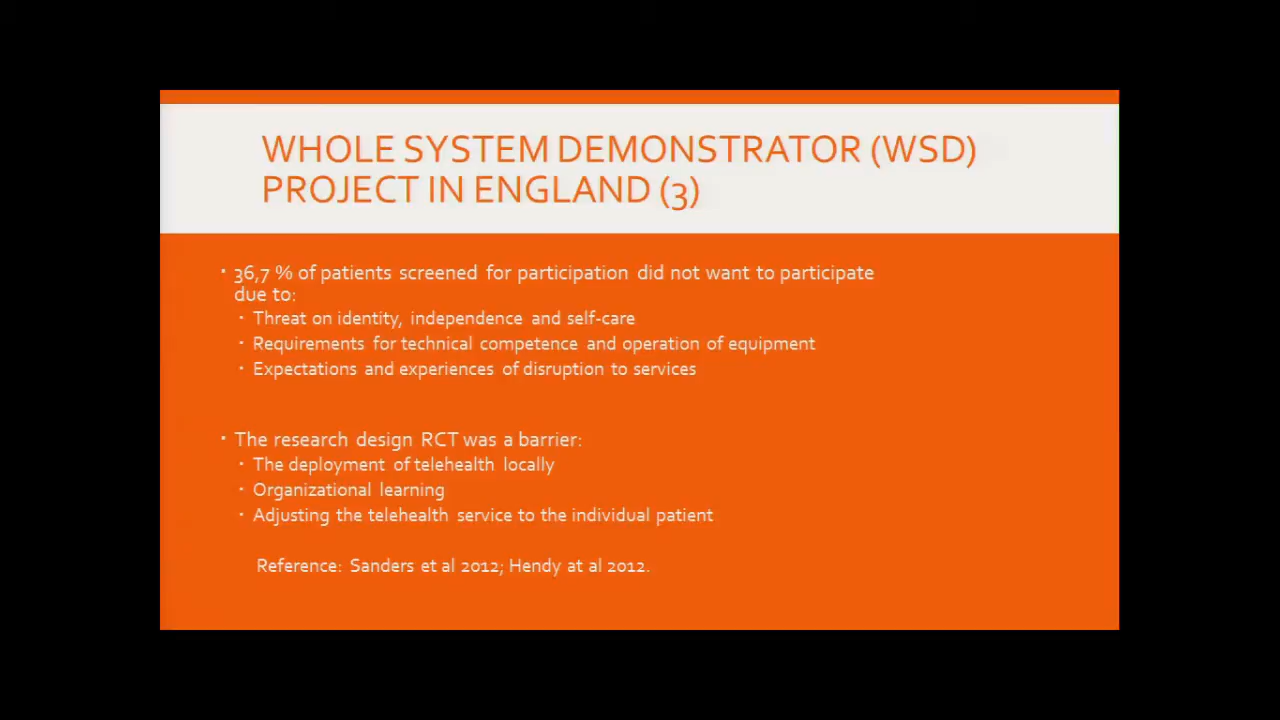 WHOLE SYSTEM DEMONSTRATOR (WSD)
PROJECT IN ENGLAND (3)
▪ 36,7 % of patients screened for participation did not want to participate
due to:
▪ Threat on identity, independence and self-care
▪ Requirements for technical competence and operation of equipment
▪ Expectations and experiences of disruption to services
▪ The research design RCT was a barrier:
▪ The deployment of telehealth locally
▪ Organizational learning
▪ Adjusting the telehealth service to the individual patient
Reference: Sanders et al 2012; Hendy at al 2012.